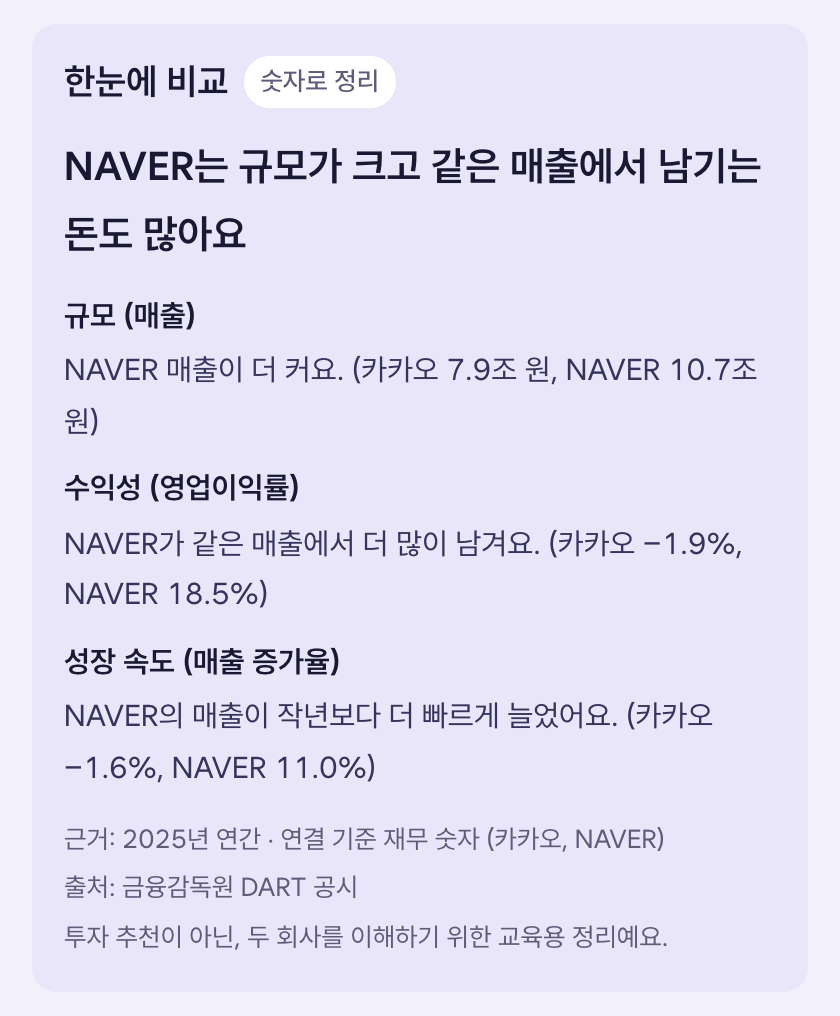 한눈에 비교 숫자로 정리
NAVER는 규모가 크고 같은 매출에서 남기는
돈도 많아요
규모 (매출)
NAVER 매출이 더 커요. (카카오 7.9조 원, NAVER 10.7조
원)
수익성 (영업이익률)
NAVER가 같은 매출에서 더 많이 남겨요. (카카오 −1.9%,
NAVER 18.5%)
성장 속도 (매출 증가율)
NAVER의 매출이 작년보다 더 빠르게 늘었어요. (카카오
−1.6%, NAVER 11.0%)
근거: 2025년 연간 · 연결 기준 재무 숫자 (카카오, NAVER)
출처: 금융감독원 DART 공시
투자 추천이 아닌, 두 회사를 이해하기 위한 교육용 정리예요.